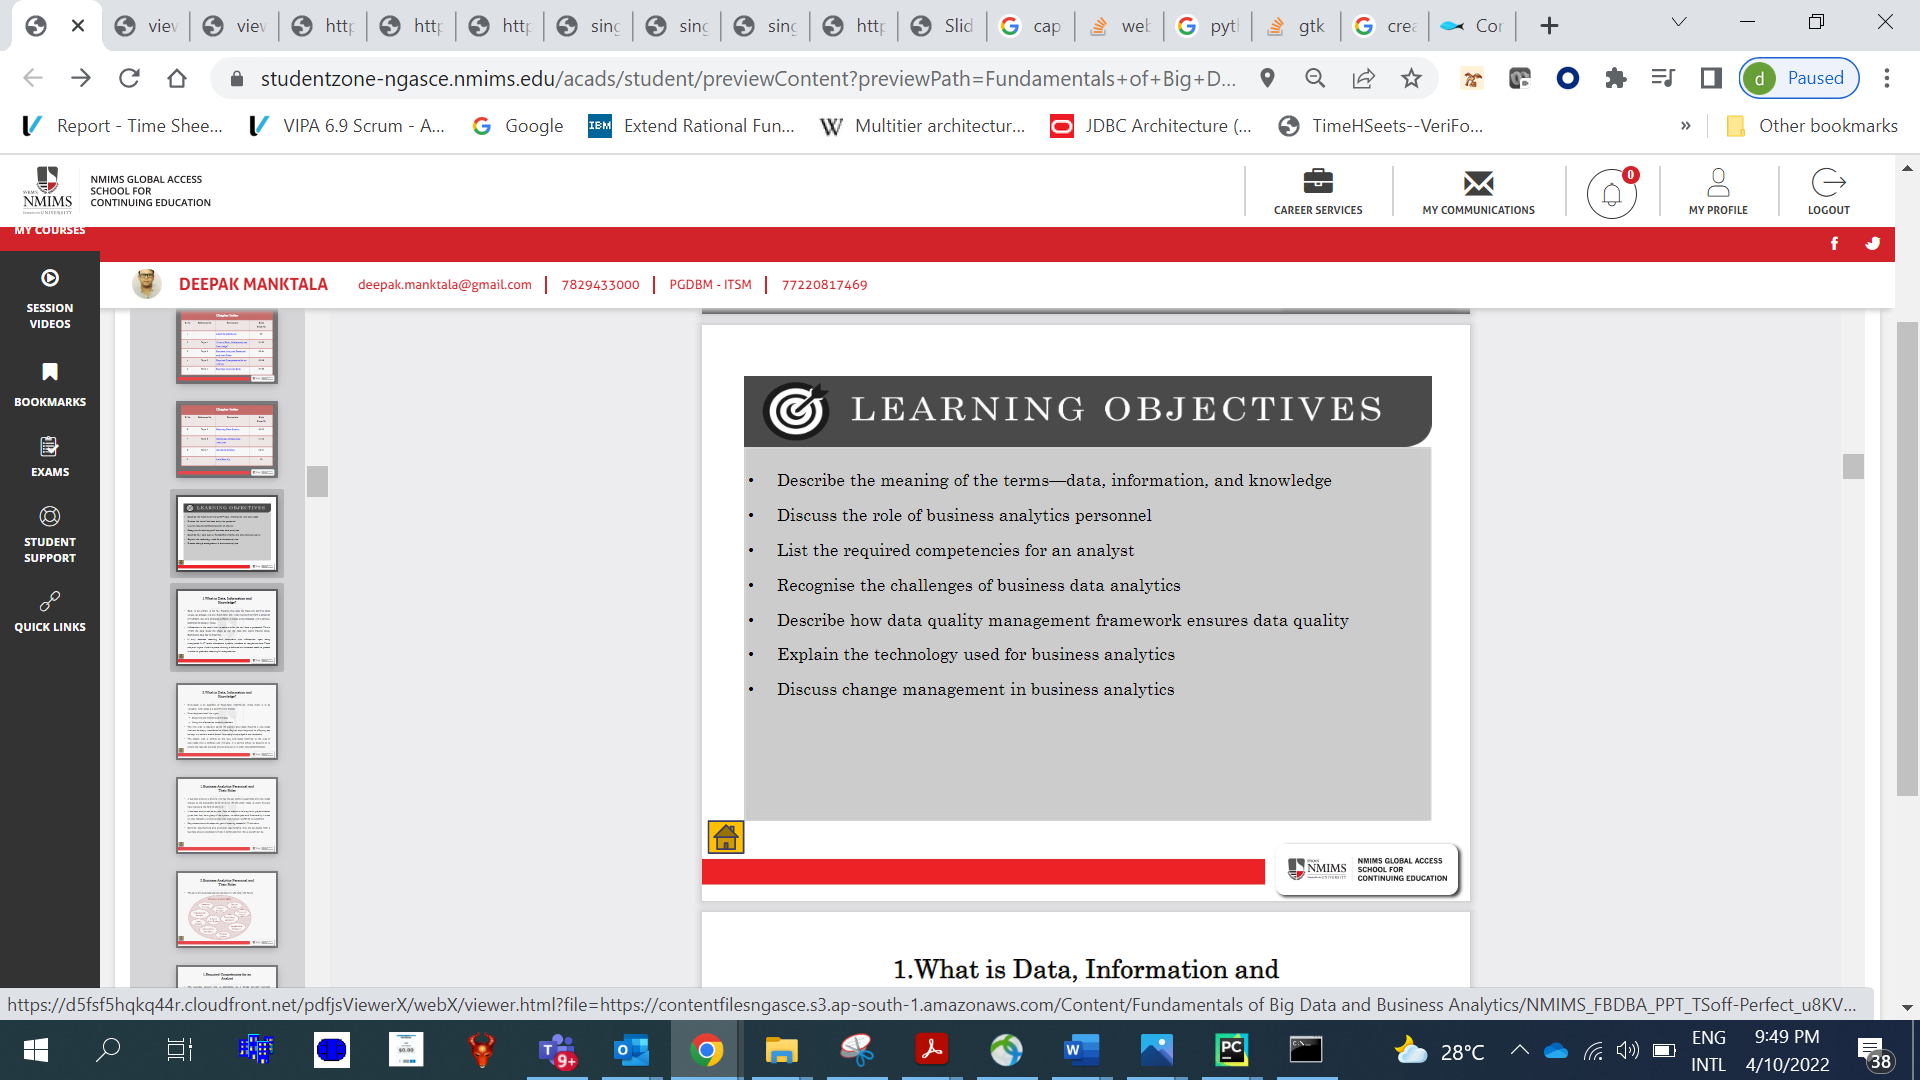 view
view
http
http
http
sing
sing
sing
http
Slid
cap
web
pyth
gtk
crea
Cor
studentzone-ngasce.nmims.edu/acads/student/previewContent?previewPath=Fundamentals+of+Big+D...
d
Paused
Report - Time Shee...
VIPA 6.9 Scrum - A...
Google
IBM
Extend Rational Fun...
W
Multitier architectur...
JDBC Architecture (...
TimeHSeets--VeriFo...
»
Other bookmarks
NMIMS
NMIMS GLOBAL ACCESS
SCHOOL FOR
CONTINUING EDUCATION
CAREER SERVICES
MY COMMUNICATIONS
0
MY PROFILE
LOGOUT
MY COURSES
DEEPAK MANKTALA
deepak.manktala@gmail.com
7829433000
PGDBM - ITSM
77220817469
SESSION
VIDEOS
BOOKMARKS
EXAMS
STUDENT
SUPPORT
QUICK LINKS
LEARNING OBJECTIVES
• Describe the meaning of the terms—data, information, and knowledge
• Discuss the role of business analytics personnel
• List the required competencies for an analyst
• Recognise the challenges of business data analytics
• Describe how data quality management framework ensures data quality
• Explain the technology used for business analytics
• Discuss change management in business analytics
NMIMS
NMIMS GLOBAL ACCESS
SCHOOL FOR
CONTINUING EDUCATION
1.What is Data, Information and
https://d5fsf5hqkq44r.cloudfront.net/pdfjsViewerX/webX/viewer.html?file=https://contentfilesngasce.s3.ap-south-1.amazonaws.com/Content/Fundamentals of Big Data and Business Analytics/NMIMS_FBDBA_PPT_TSoff-Perfect_u8KV...
9+
28°C
ENG
INTL
9:49 PM
4/10/2022
38